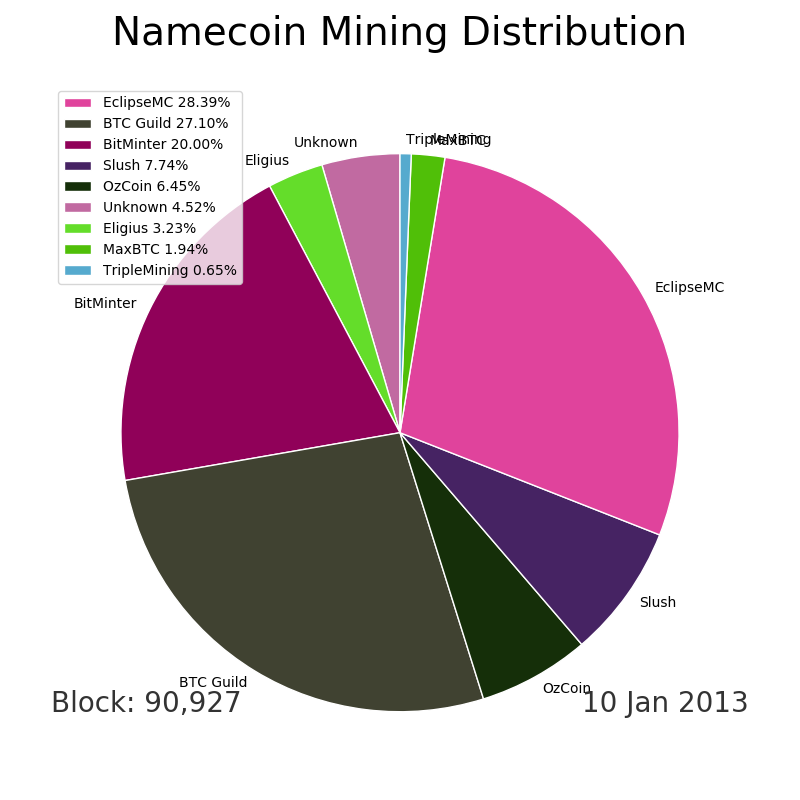 Namecoin Mining Distribution
EclipseMC 28.39%
BTC Guild 27.10%
BitMinter 20.00%
Slush 7.74%
OzCoin 6.45%
Unknown 4.52%
Eligius 3.23%
MaxBTC 1.94%
TripleMining 0.65%
TripleMining
MaxBTC
Unknown
Eligius
EclipseMC
BitMinter
Slush
BTC Guild
OzCoin
Block: 90,927
10 Jan 2013